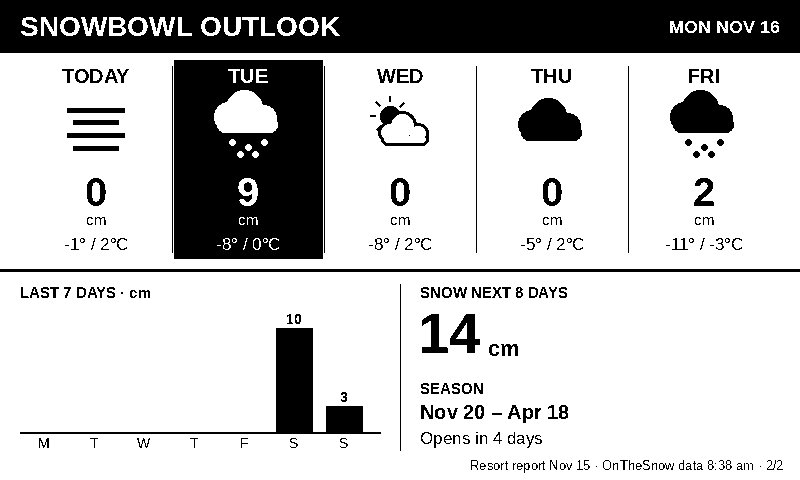 SNOWBOWL OUTLOOK
MON NOV 16
TODAY TUE WED THU FRI
0 9 0 0 2
cm cm cm cm cm
-1° / 2°C -8° / 0°C -8° / 2°C -5° / 2°C -11° / -3°C
LAST 7 DAYS · cm
10
3
M T W T F S S
SNOW NEXT 8 DAYS
14 cm
SEASON
Nov 20 – Apr 18
Opens in 4 days
Resort report Nov 15 · OnTheSnow data 8:38 am · 2/2